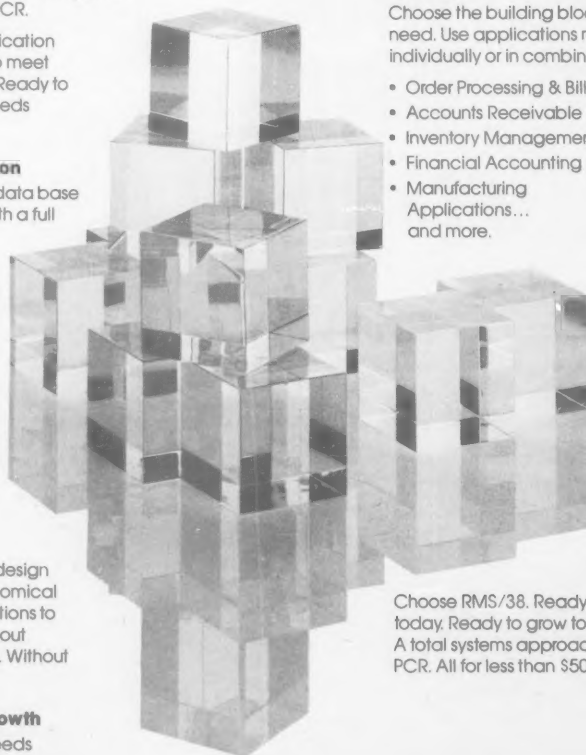 CR.
ication
o meet
Ready to
eeds
on
data base
th a full
design
omical
tions to
out
. Without
owth
eeds
Choose the building bloc
need. Use applications m
individually or in combin
• Order Processing & Bill
• Accounts Receivable
• Inventory Managemen
• Financial Accounting
• Manufacturing
Applications...
and more.
Choose RMS/38. Ready
today. Ready to grow to
A total systems approac
PCR. All for less than $50